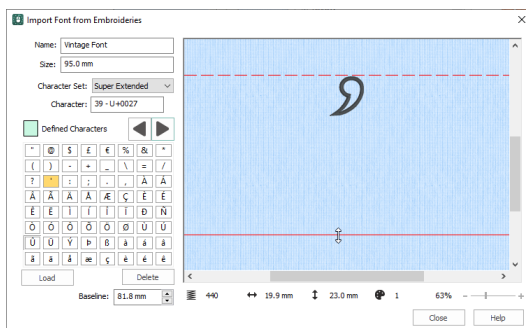 Import Font from Embroideries
Name: Vintage Font
Size: 95.0 mm
Character Set: Super Extended
Character: 39 - U+0027
Defined Characters
" @ $ £ € % & *
( ) - + _ \ = /
? ' : ; . , À Á
Â Ã Ä Å Æ Ç È É
Ê Ë Ì Í Î Ï Ð Ñ
Ò Ó Ô Õ Ö Ø Ù Ú
Û Ü Ý Þ ß à á â
ã ä å æ ç è é ê
Load Delete
Baseline: 81.8 mm
440 19.9 mm 23.0 mm 1 63%
Close Help